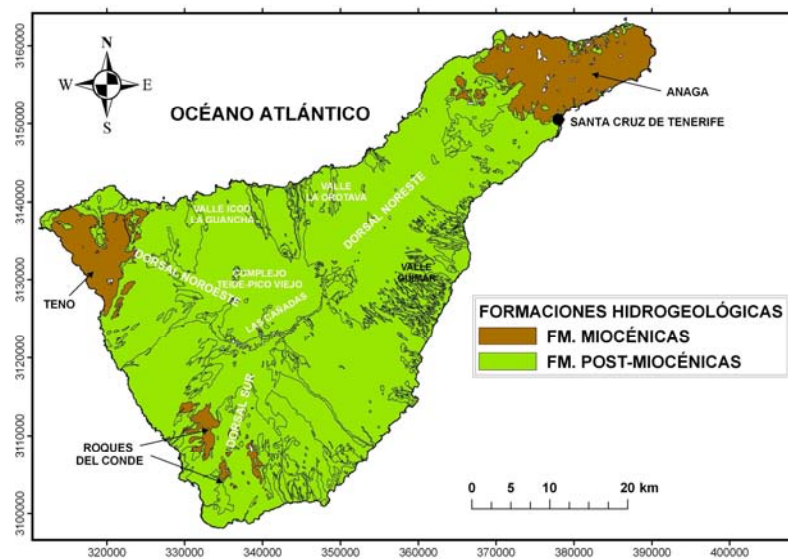 3160000
3150000
3140000
3130000
3120000
3110000
3100000
N
W
E
S
OCÉANO ATLÁNTICO
ANAGA
SANTA CRUZ DE TENERIFE
VALLE
LA OROTAVA
VALLE ICOD
LA GUANCHA
DORSAL NORESTE
DORSAL NOROESTE
COMPLEJO
TEIDE-PICO VIEJO
LAS CAÑADAS
VALLE
GUIMAR
TENO
DORSAL SUR
ROQUES
DEL CONDE
FORMACIONES HIDROGEOLÓGICAS
FM. MIOCÉNICAS
FM. POST-MIOCÉNICAS
0 5 10 20 km
320000 330000 340000 350000 360000 370000 380000 390000 400000